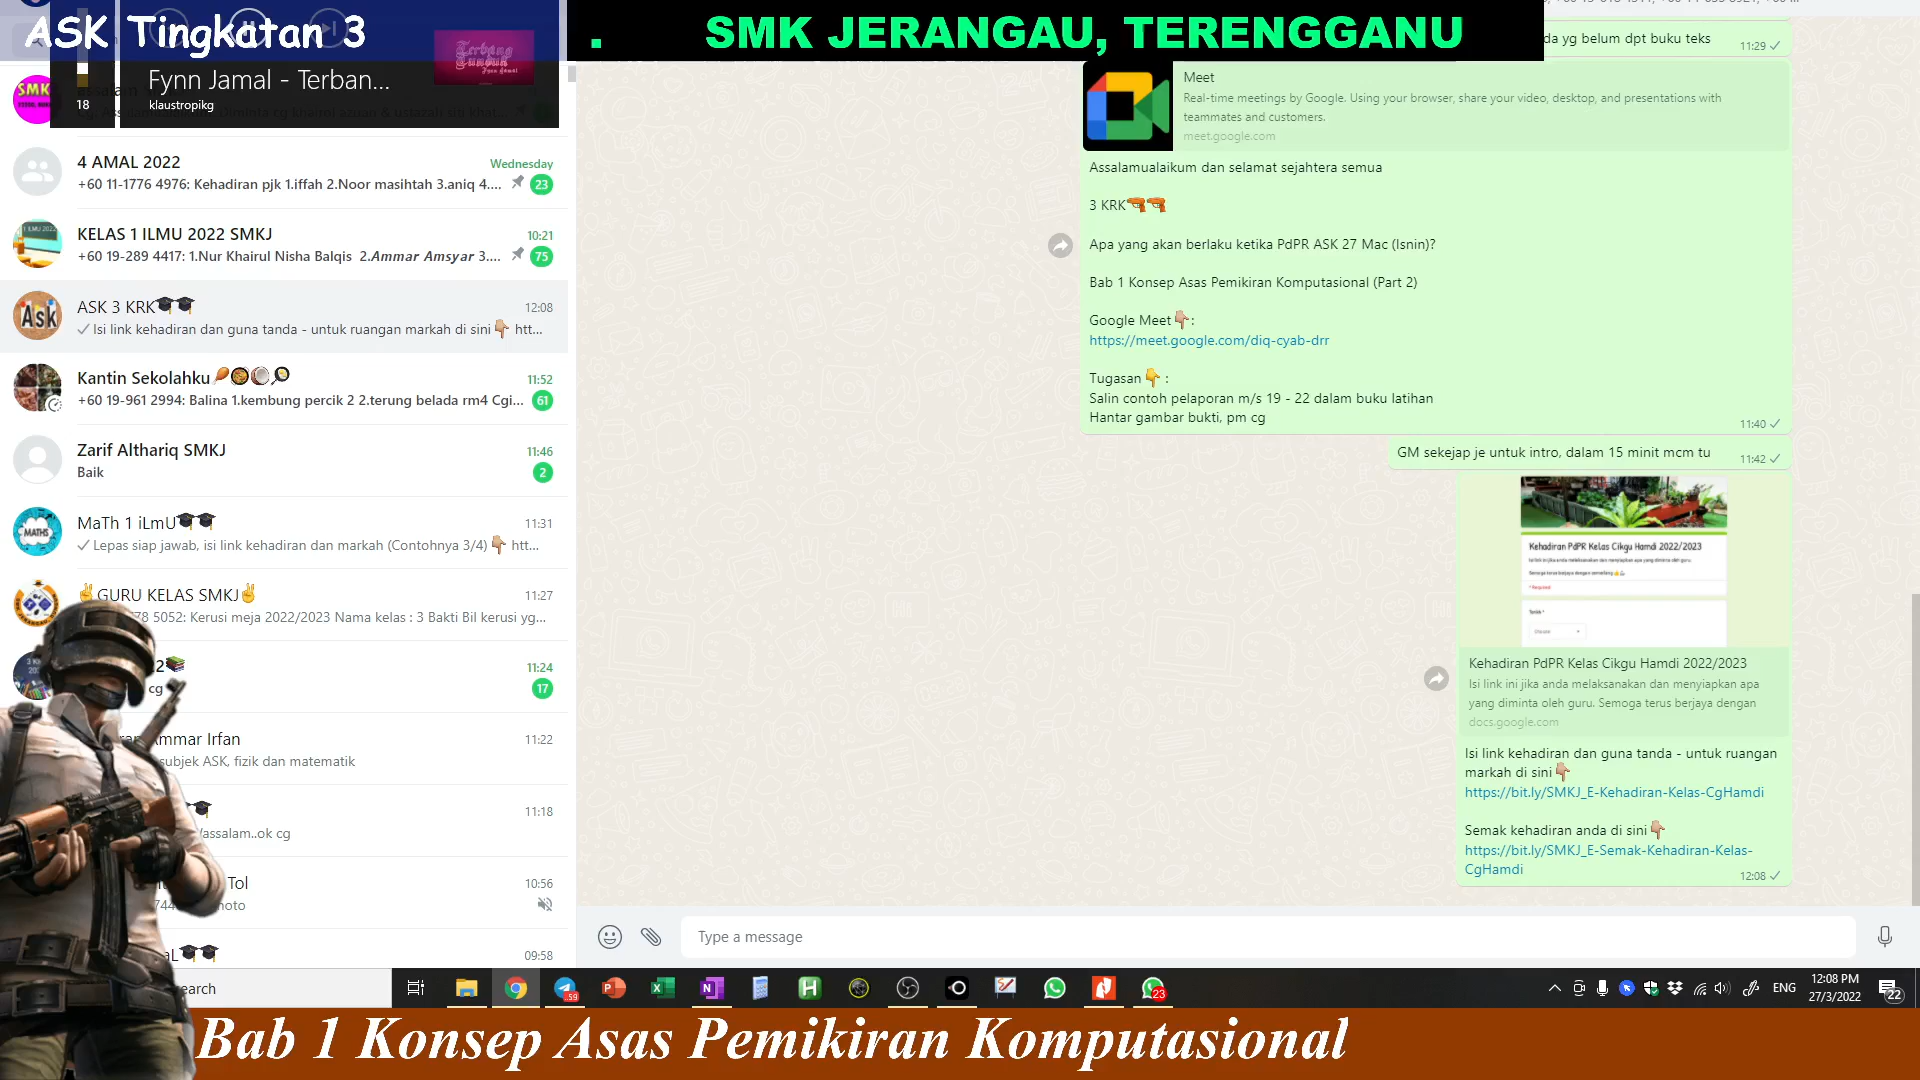 ASK Tingkatan 3
. SMK JERANGAU, TERENGGANU
Fynn Jamal - Terban...
klaustropikg
18
4 AMAL 2022
Wednesday
+60 11-1776 4976: Kehadiran pjk 1.iffah 2.Noor masihtah 3.aniq 4....
23
KELAS 1 ILMU 2022 SMKJ
10:21
+60 19-289 4417: 1.Nur Khairul Nisha Balqis 2.Ammar Amsyar 3....
75
ASK 3 KRK🎓🎓
12:08
Isi link kehadiran dan guna tanda - untuk ruangan markah di sini👇🏼 htt...
Kantin Sekolahku🍠🥘🥥🍳
11:52
+60 19-961 2994: Balina 1.kembung percik 2 2.terung belada rm4 Cgi...
61
Zarif Althariq SMKJ
11:46
Baik
2
MATHS
MaTh 1 iLmU🎓🎓
11:31
Lepas siap jawab, isi link kehadiran dan markah (Contohnya 3/4)👇🏼 htt...
✌GURU KELAS SMKJ✌
11:27
78 5052: Kerusi meja 2022/2023 Nama kelas : 3 Bakti Bil kerusi yg...
2📚
11:24
cg
17
Ammar Irfan
11:22
subjek ASK, fizik dan matematik
11:18
/assalam..ok cg
Tol
10:56
aL🎓🎓
09:58
da yg belum dpt buku teks
11:29
Meet
Real-time meetings by Google. Using your browser, share your video, desktop, and presentations with
teammates and customers.
meet.google.com
Assalamualaikum dan selamat sejahtera semua
3 KRK🔫🔫
Apa yang akan berlaku ketika PdPR ASK 27 Mac (Isnin)?
Bab 1 Konsep Asas Pemikiran Komputasional (Part 2)
Google Meet👇🏼:
https://meet.google.com/diq-cyab-drr
Tugasan👇 :
Salin contoh pelaporan m/s 19 - 22 dalam buku latihan
Hantar gambar bukti, pm cg
11:40
GM sekejap je untuk intro, dalam 15 minit mcm tu
11:42
Kehadiran PdPR Kelas Cikgu Hamdi 2022/2023
Kehadiran PdPR Kelas Cikgu Hamdi 2022/2023
Isi link ini jika anda melaksanakan dan menyiapkan apa
yang diminta oleh guru. Semoga terus berjaya dengan
docs.google.com
Isi link kehadiran dan guna tanda - untuk ruangan
markah di sini👇🏼
https://bit.ly/SMKJ_E-Kehadiran-Kelas-CgHamdi
Semak kehadiran anda di sini👇🏼
https://bit.ly/SMKJ_E-Semak-Kehadiran-Kelas-
CgHamdi
12:08
Type a message
earch
59
23
ENG
12:08 PM
27/3/2022
22
Bab 1 Konsep Asas Pemikiran Komputasional